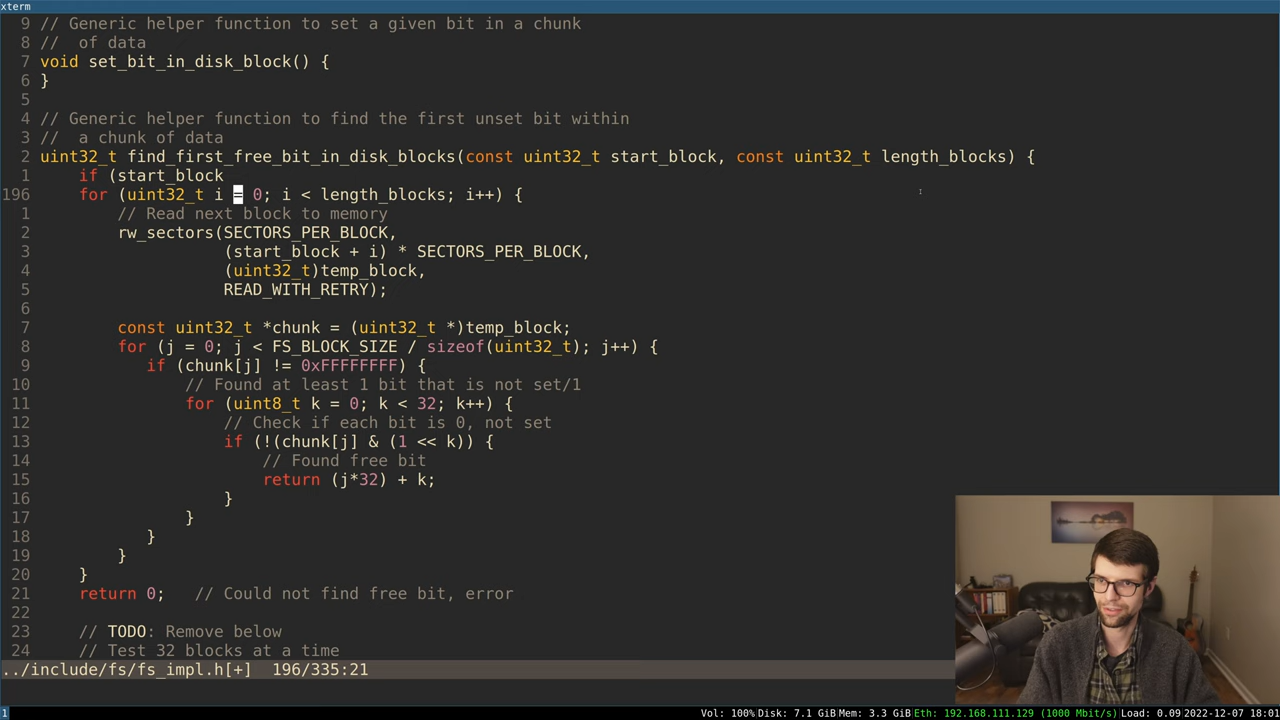 xterm
9 // Generic helper function to set a given bit in a chunk
8 //  of data
7 void set_bit_in_disk_block() {
6 }
5
4 // Generic helper function to find the first unset bit within
3 //  a chunk of data
2 uint32_t find_first_free_bit_in_disk_blocks(const uint32_t start_block, const uint32_t length_blocks) {
1     if (start_block
196     for (uint32_t i = 0; i < length_blocks; i++) {
1         // Read next block to memory
2         rw_sectors(SECTORS_PER_BLOCK,
3                    (start_block + i) * SECTORS_PER_BLOCK,
4                    (uint32_t)temp_block,
5                    READ_WITH_RETRY);
6
7         const uint32_t *chunk = (uint32_t *)temp_block;
8         for (j = 0; j < FS_BLOCK_SIZE / sizeof(uint32_t); j++) {
9            if (chunk[j] != 0xFFFFFFFF) {
10                // Found at least 1 bit that is not set/1
11                for (uint8_t k = 0; k < 32; k++) {
12                    // Check if each bit is 0, not set
13                    if (!(chunk[j] & (1 << k)) {
14                        // Found free bit
15                        return (j*32) + k;
16                    }
17                }
18            }
19         }
20     }
21     return 0;   // Could not find free bit, error
22
23     // TODO: Remove below
24     // Test 32 blocks at a time
../include/fs/fs_impl.h[+]  196/335:21
1 Vol: 100% Disk: 7.1 GiB Mem: 3.3 GiB Eth: 192.168.111.129 (1000 Mbit/s) Load: 0.09 2022-12-07 18:01